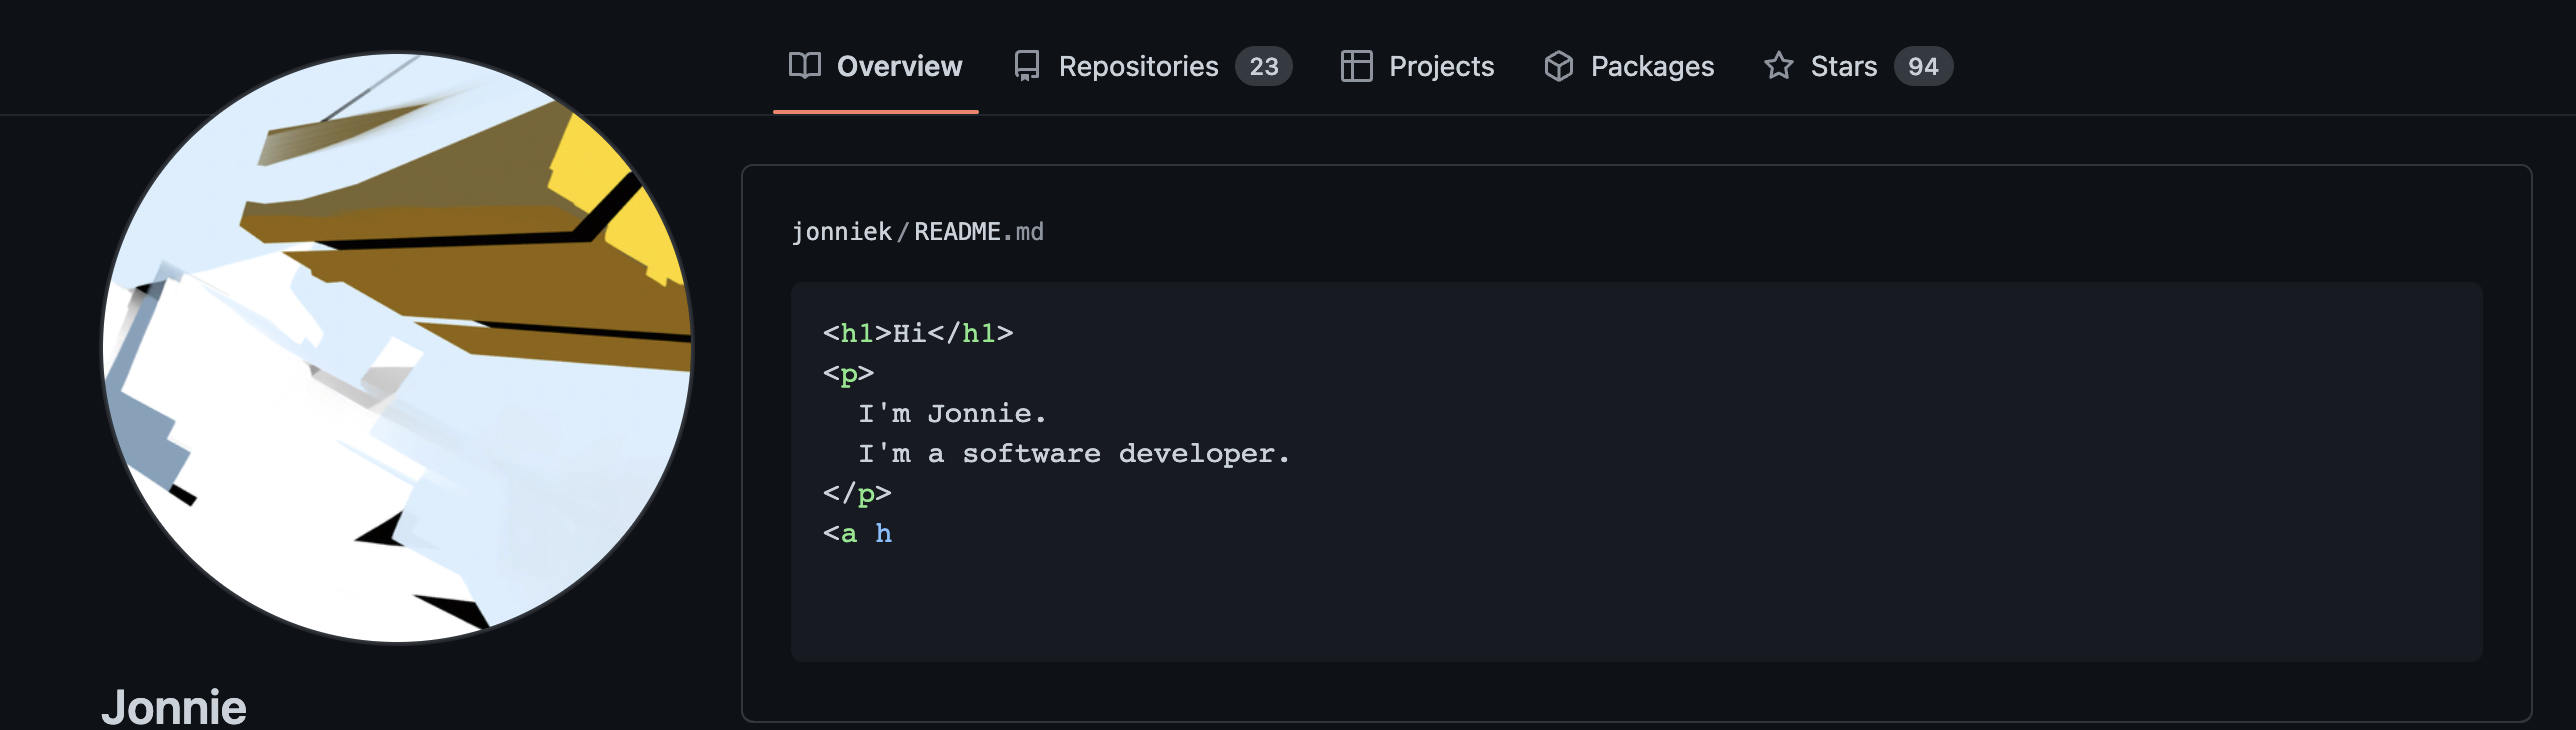 Overview Repositories 23 Projects Packages Stars 94
jonniek/README.md
<h1>Hi</h1>
<p>
  I'm Jonnie.
  I'm a software developer.
</p>
<a h
Jonnie